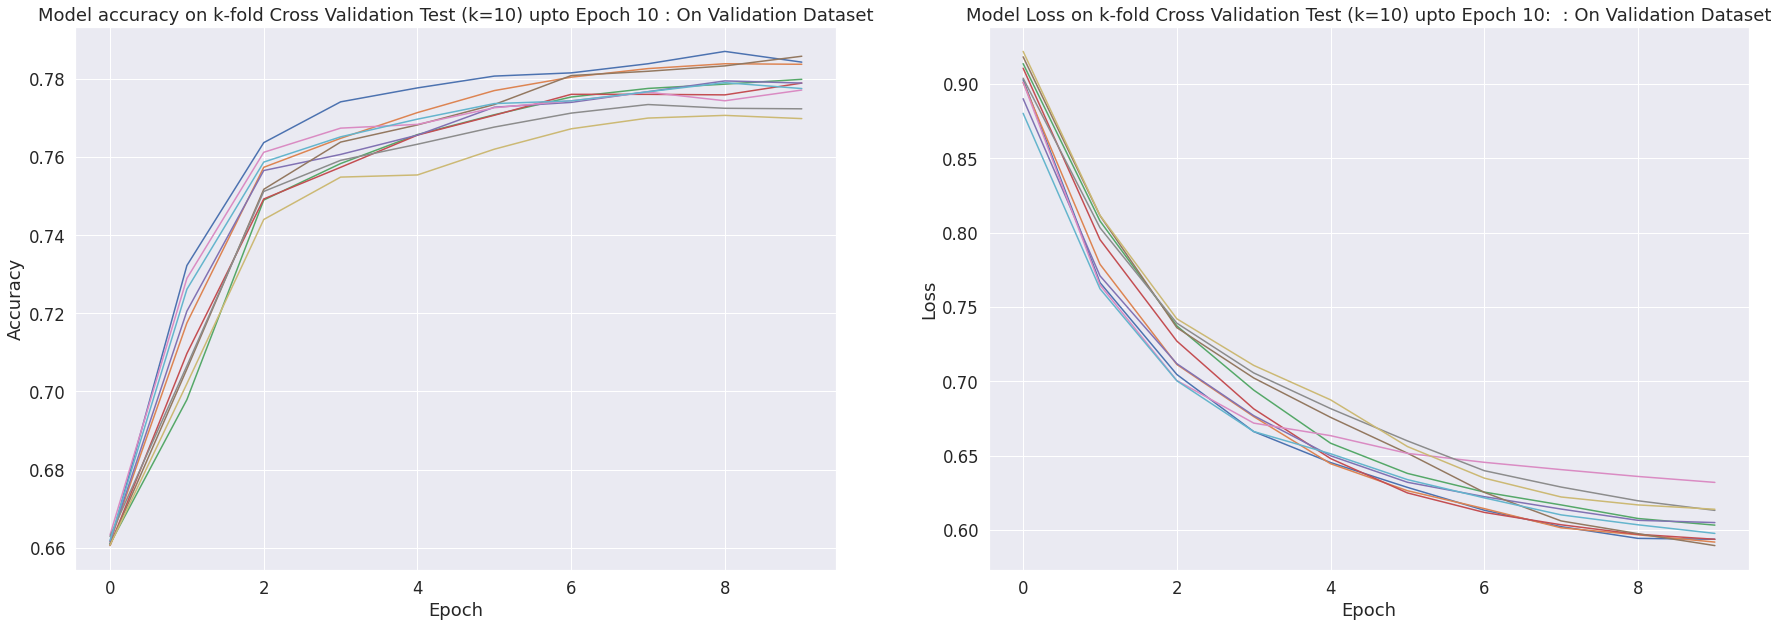 Model accuracy on k-fold Cross Validation Test (k=10) upto Epoch 10 : On Validation Dataset
Accuracy
0.78
0.76
0.74
0.72
0.70
0.68
0.66
0 2 4 6 8
Epoch
Model Loss on k-fold Cross Validation Test (k=10) upto Epoch 10:  : On Validation Dataset
Loss
0.90
0.85
0.80
0.75
0.70
0.65
0.60
0 2 4 6 8
Epoch